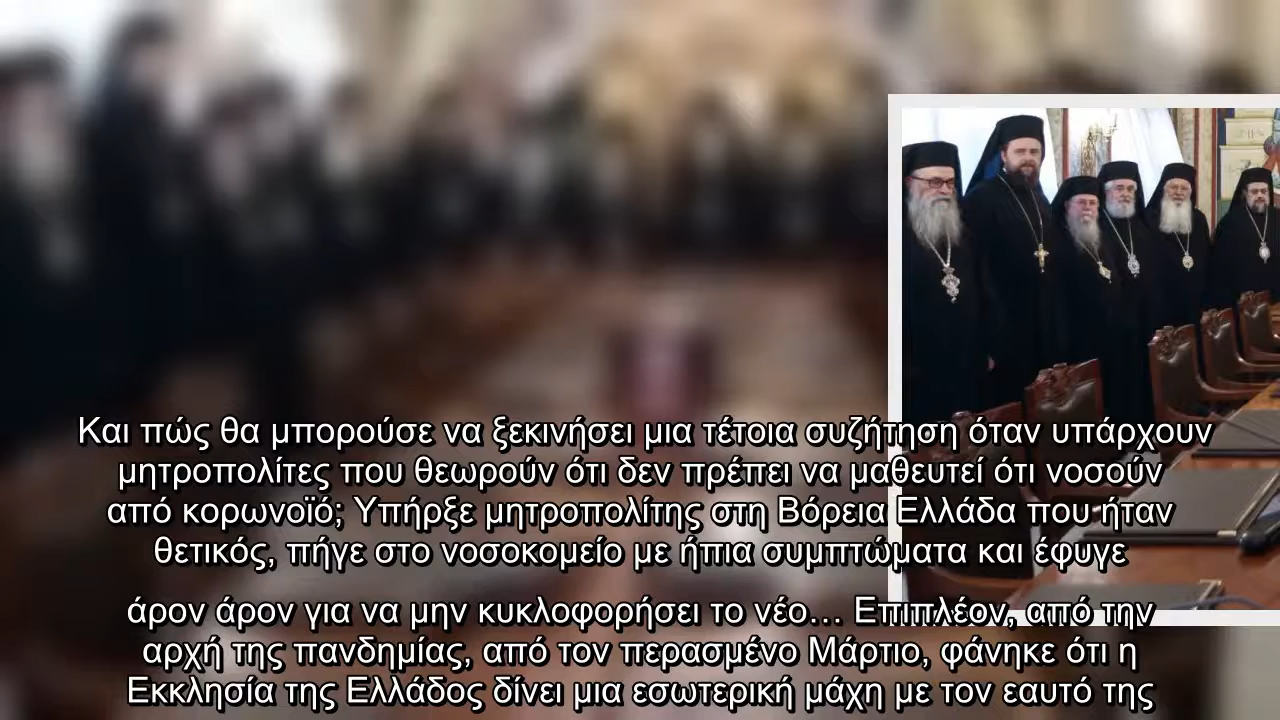 Και πώς θα μπορούσε να ξεκινήσει μια τέτοια συζήτηση όταν υπάρχουν
μητροπολίτες που θεωρούν ότι δεν πρέπει να μαθευτεί ότι νοσούν
από κορωνοϊό; Υπήρξε μητροπολίτης στη Βόρεια Ελλάδα που ήταν
θετικός, πήγε στο νοσοκομείο με ήπια συμπτώματα και έφυγε
άρον άρον για να μην κυκλοφορήσει το νέο… Επιπλέον, από την
αρχή της πανδημίας, από τον περασμένο Μάρτιο, φάνηκε ότι η
Εκκλησία της Ελλάδος δίνει μια εσωτερική μάχη με τον εαυτό της